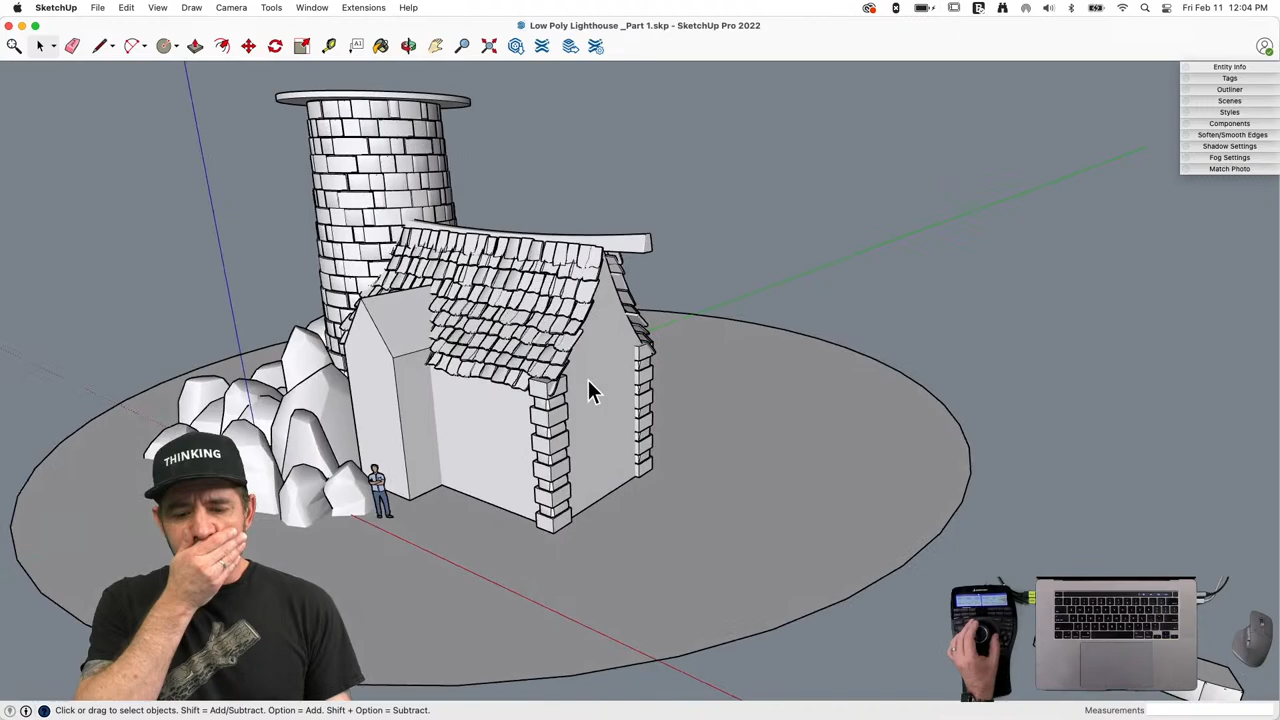 SketchUp File Edit View Draw Camera Tools Window Extensions Help Fri Feb 11 12:04 PM
Low Poly Lighthouse _Part 1.skp - SketchUp Pro 2022
Entity Info
Tags
Outliner
Scenes
Styles
Components
Soften/Smooth Edges
Shadow Settings
Fog Settings
Match Photo
THINKING
Click or drag to select objects. Shift = Add/Subtract. Option = Add. Shift + Option = Subtract. Measurements